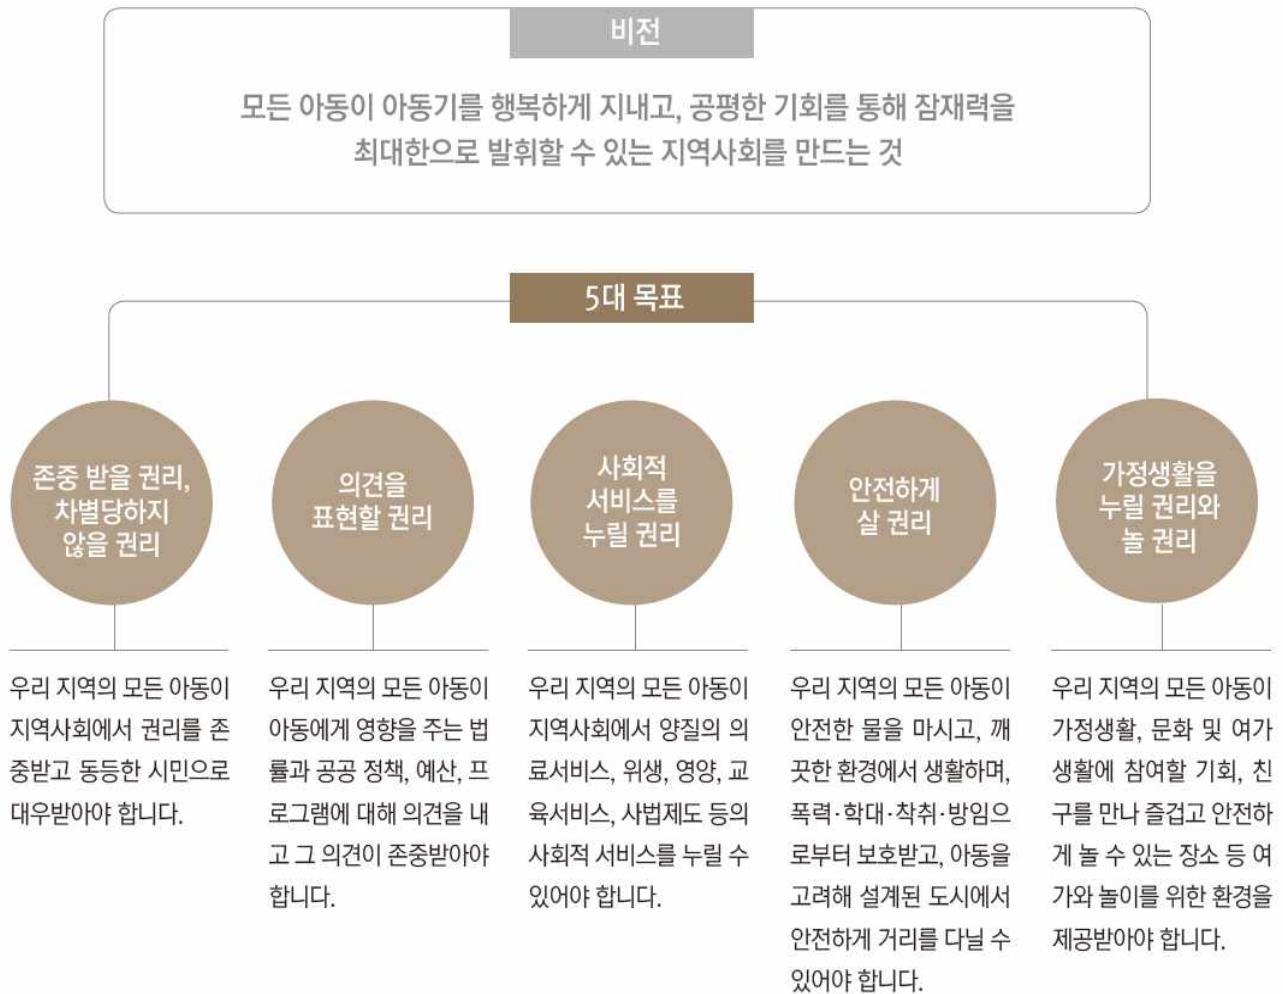 비전
모든 아동이 아동기를 행복하게 지내고, 공평한 기회를 통해 잠재력을
최대한으로 발휘할 수 있는 지역사회를 만드는 것
5대 목표
존중 받을 권리,
차별당하지
않을 권리
의견을
표현할 권리
사회적
서비스를
누릴 권리
안전하게
살 권리
가정생활을
누릴 권리와
놀 권리
우리 지역의 모든 아동이
지역사회에서 권리를 존
중받고 동등한 시민으로
대우받아야 합니다.
우리 지역의 모든 아동이
아동에게 영향을 주는 법
률과 공공 정책, 예산, 프
로그램에 대해 의견을 내
고 그 의견이 존중받아야
합니다.
우리 지역의 모든 아동이
지역사회에서 양질의 의
료서비스, 위생, 영양, 교
육서비스, 사법제도 등의
사회적 서비스를 누릴 수
있어야 합니다.
우리 지역의 모든 아동이
안전한 물을 마시고, 깨
끗한 환경에서 생활하며,
폭력·학대·착취·방임으
로부터 보호받고, 아동을
고려해 설계된 도시에서
안전하게 거리를 다닐 수
있어야 합니다.
우리 지역의 모든 아동이
가정생활, 문화 및 여가
생활에 참여할 기회, 친
구를 만나 즐겁고 안전하
게 놀 수 있는 장소 등 여
가와 놀이를 위한 환경을
제공받아야 합니다.